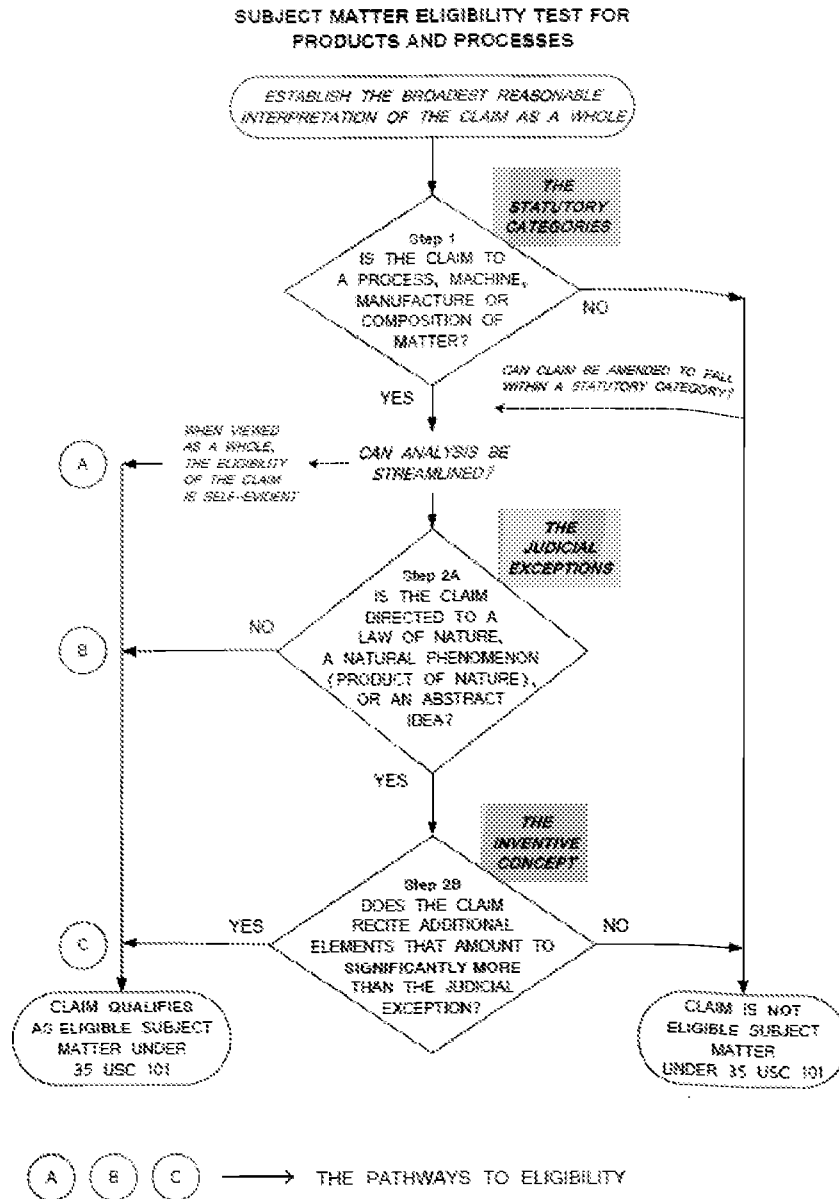 SUBJECT MATTER ELIGIBILITY TEST FOR
PRODUCTS AND PROCESSES
ESTABLISH THE BROADEST REASONABLE
INTERPRETATION OF THE CLAIM AS A WHOLE
THE
STATUTORY
CATEGORIES
Step 1
IS THE CLAIM TO
A PROCESS, MACHINE,
MANUFACTURE OR
COMPOSITION OF
MATTER?
NO
YES
CAN CLAIM BE AMENDED TO FALL
WITHIN A STATUTORY CATEGORY?
A
WHEN VIEWED
AS A WHOLE,
THE ELIGIBILITY
OF THE CLAIM
IS SELF-EVIDENT
CAN ANALYSIS BE
STREAMLINED?
THE
JUDICIAL
EXCEPTIONS
Step 2A
IS THE CLAIM
DIRECTED TO A
LAW OF NATURE,
A NATURAL PHENOMENON
(PRODUCT OF NATURE),
OR AN ABSTRACT
IDEA?
NO
B
YES
THE
INVENTIVE
CONCEPT
Step 2B
DOES THE CLAIM
RECITE ADDITIONAL
ELEMENTS THAT AMOUNT TO
SIGNIFICANTLY MORE
THAN THE JUDICIAL
EXCEPTION?
YES
NO
C
CLAIM QUALIFIES
AS ELIGIBLE SUBJECT
MATTER UNDER
35 USC 101
CLAIM IS NOT
ELIGIBLE SUBJECT
MATTER
UNDER 35 USC 101
A B C THE PATHWAYS TO ELIGIBILITY